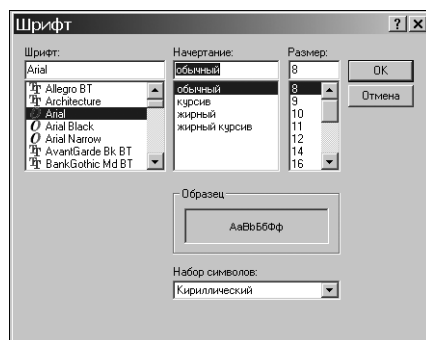 Шрифт
Шрифт:
Начертание:
Размер:
Arial
обычный
8
OK
Allegro BT
Architecture
Arial
Arial Black
Arial Narrow
AvantGarde Bk BT
BankGothic Md BT
обычный
курсив
жирный
жирный курсив
8
9
10
11
12
14
16
Отмена
Образец
АаВbБбФф
Набор символов:
Кириллический